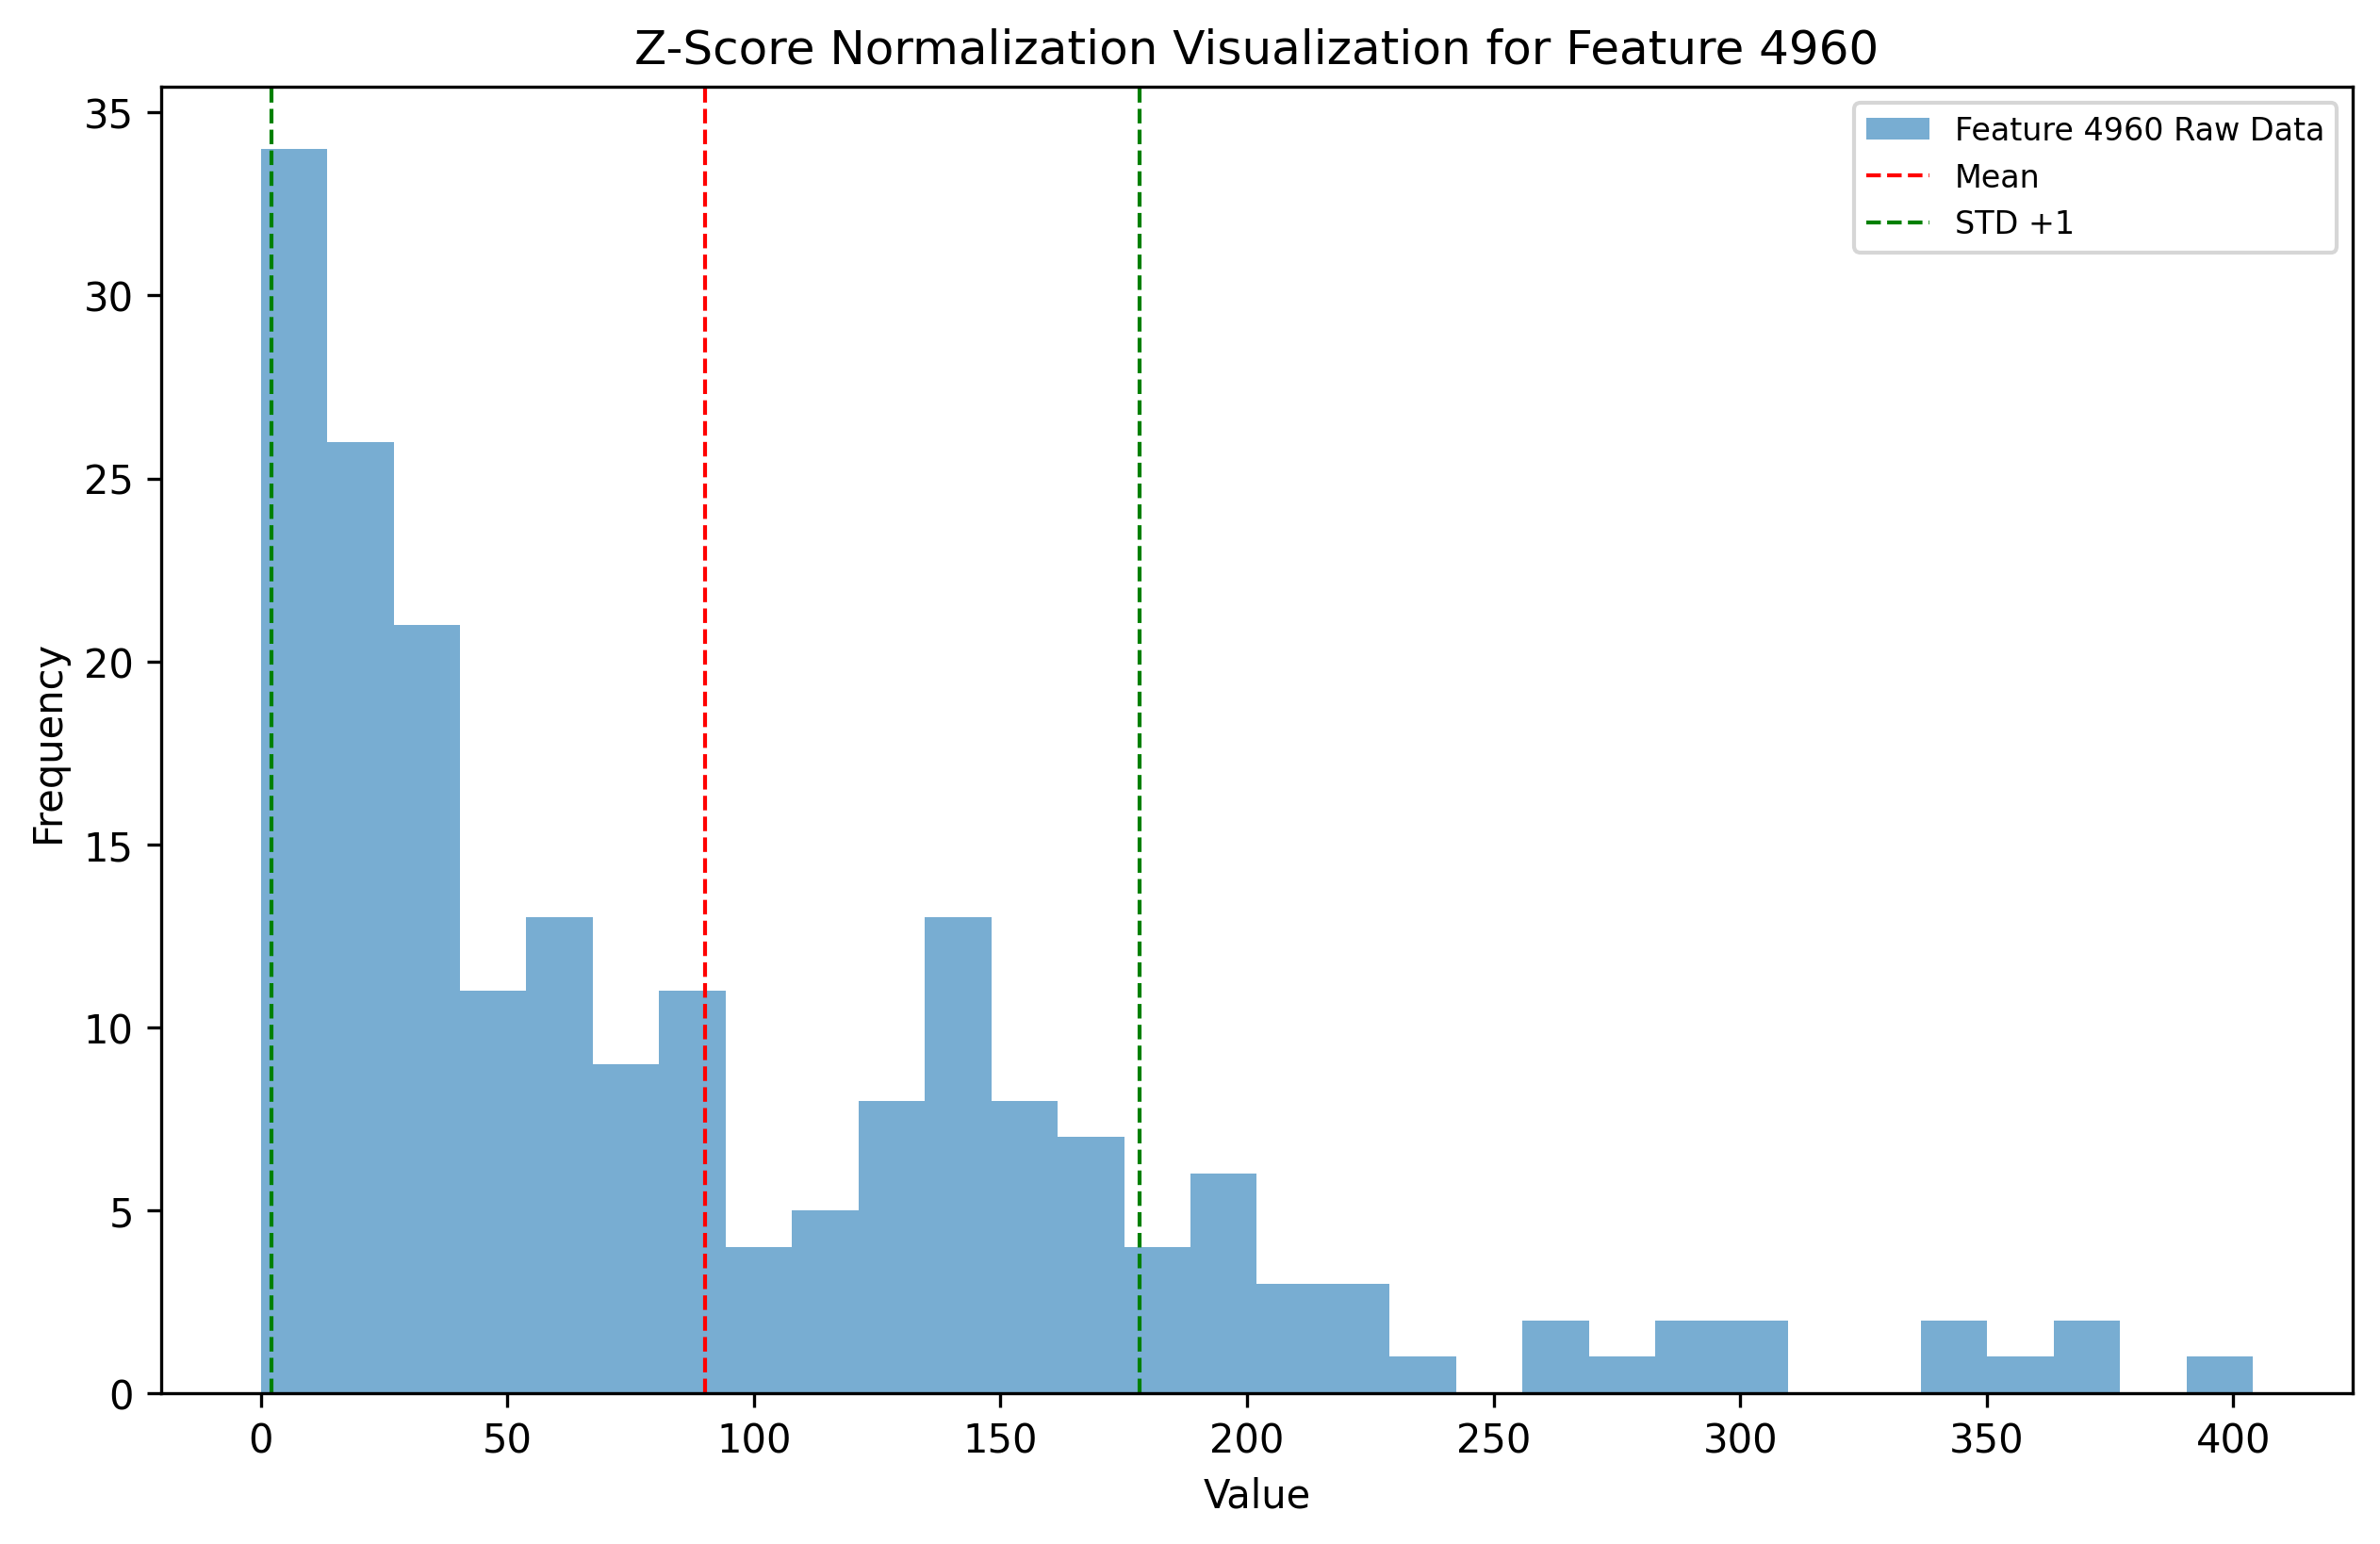 Z-Score Normalization Visualization for Feature 4960
Feature 4960 Raw Data
Mean
STD +1
Frequency
35
30
25
20
15
10
5
0
0 50 100 150 200 250 300 350 400
Value